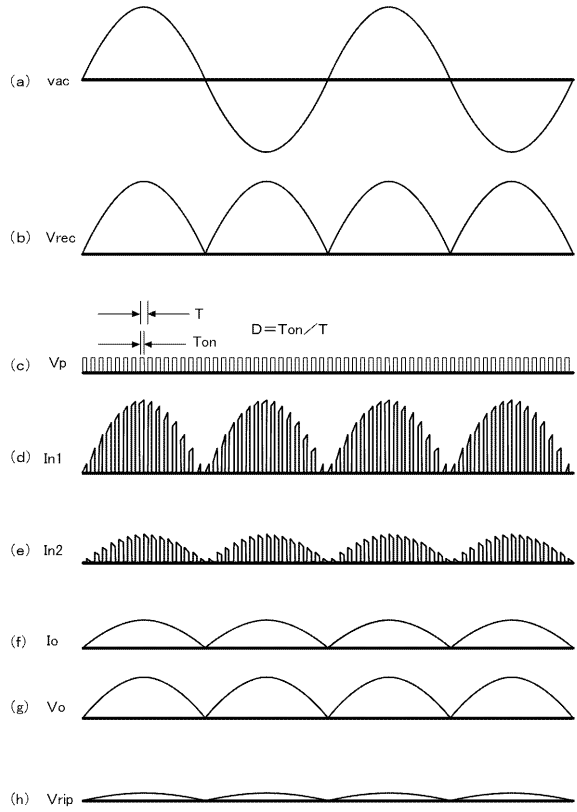 (a) vac
(b) Vrec
T
D=Ton/T
Ton
(c) Vp
(d) In1
(e) In2
(f) Io
(g) Vo
(h) Vrip